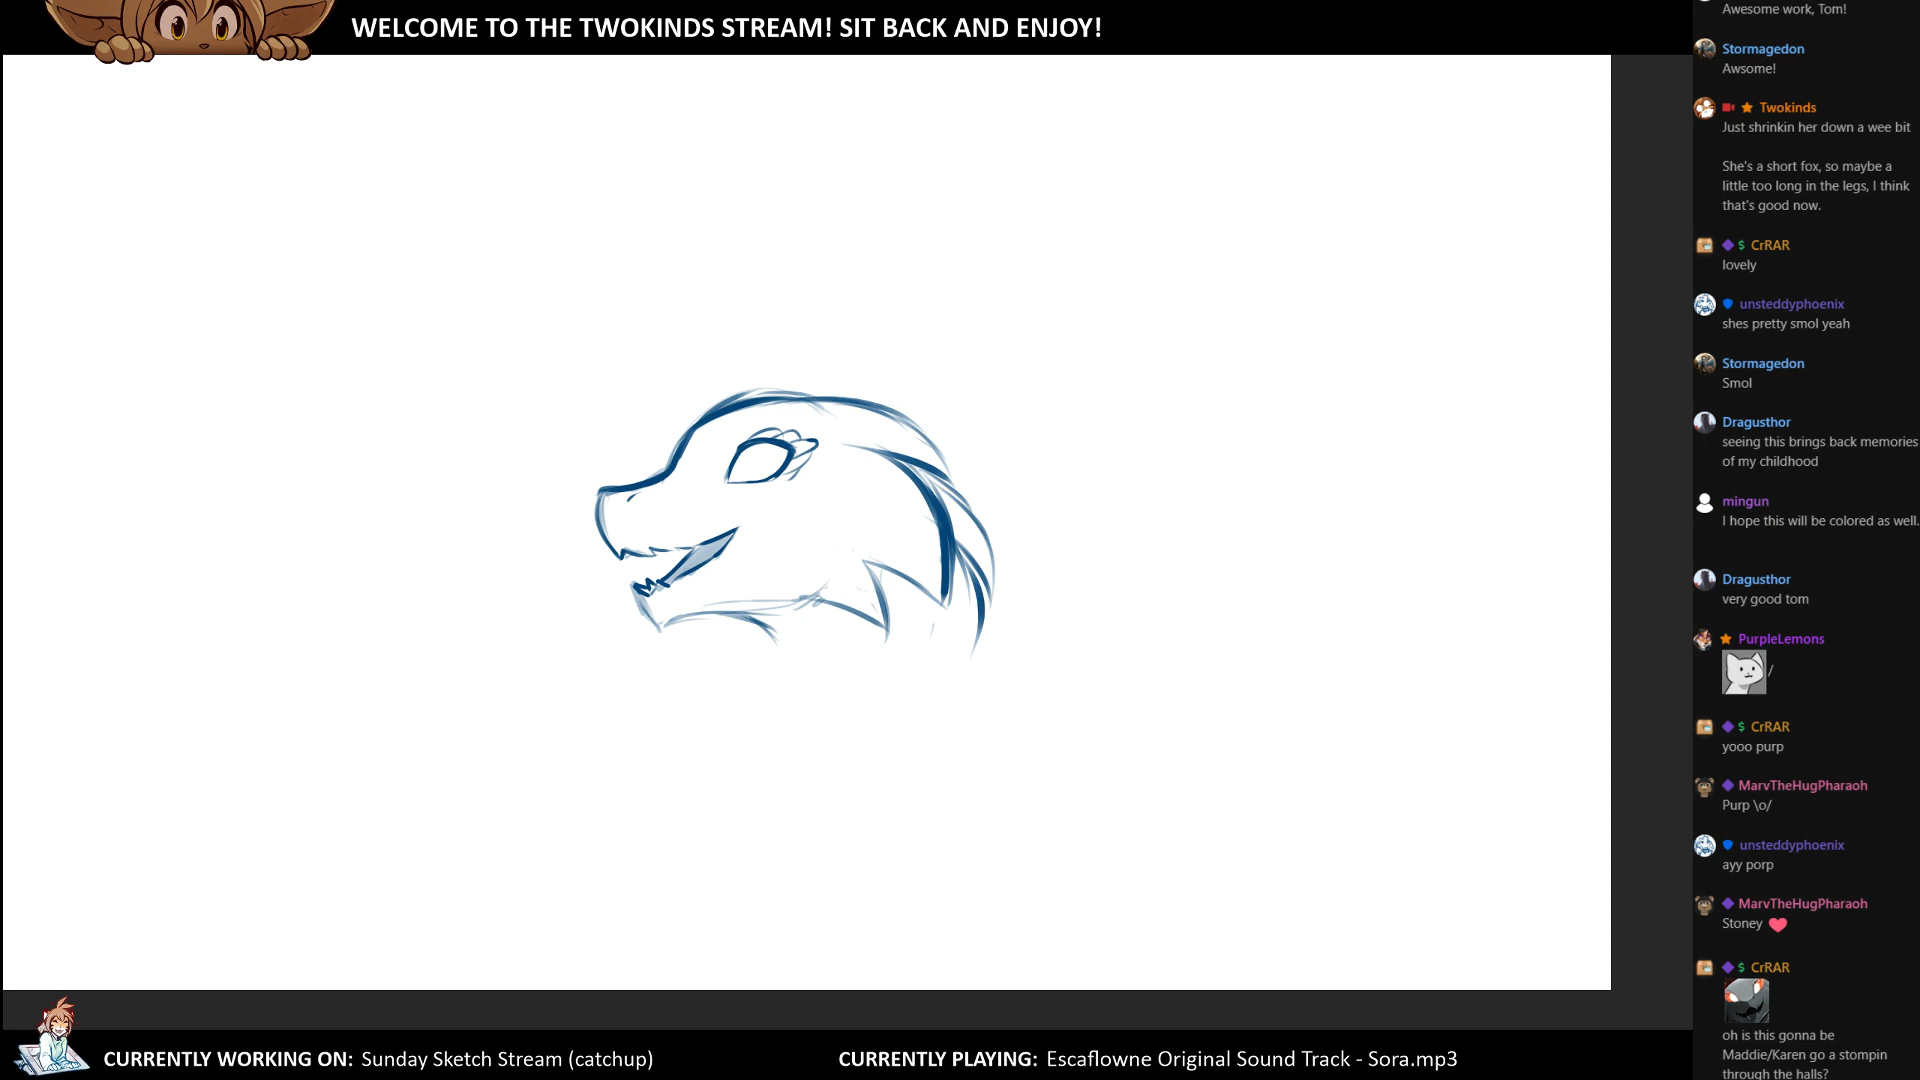 WELCOME TO THE TWOKINDS STREAM! SIT BACK AND ENJOY!
Awesome work, Tom!
Stormagedon
Awsome!
Twokinds
Just shrinkin her down a wee bit
She's a short fox, so maybe a
little too long in the legs, I think
that's good now.
$ CrRAR
lovely
unsteddyphoenix
shes pretty smol yeah
Stormagedon
Smol
Dragusthor
seeing this brings back memories
of my childhood
mingun
I hope this will be colored as well.
Dragusthor
very good tom
PurpleLemons
/
$ CrRAR
yooo purp
MarvTheHugPharaoh
Purp \o/
unsteddyphoenix
ayy porp
MarvTheHugPharaoh
Stoney
$ CrRAR
oh is this gonna be
Maddie/Karen go a stompin
through the halls?
CURRENTLY WORKING ON: Sunday Sketch Stream (catchup)
CURRENTLY PLAYING: Escaflowne Original Sound Track - Sora.mp3